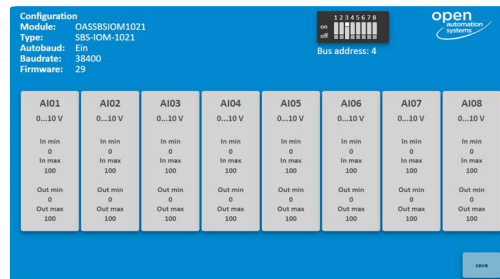 Configuration
Module: OASSBSIOM1021
Type: SBS-IOM-1021
Autobaud: Ein
Baudrate: 38400
Firmware: 29
1 2 3 4 5 6 7 8
on
off
Bus address: 4
open
automation
systems
AI01 AI02 AI03 AI04 AI05 AI06 AI07 AI08
0...10 V 0...10 V 0...10 V 0...10 V 0...10 V 0...10 V 0...10 V 0...10 V
In min In min In min In min In min In min In min In min
0 0 0 0 0 0 0 0
In max In max In max In max In max In max In max In max
100 100 100 100 100 100 100 100
Out min Out min Out min Out min Out min Out min Out min Out min
0 0 0 0 0 0 0 0
Out max Out max Out max Out max Out max Out max Out max Out max
100 100 100 100 100 100 100 100
save